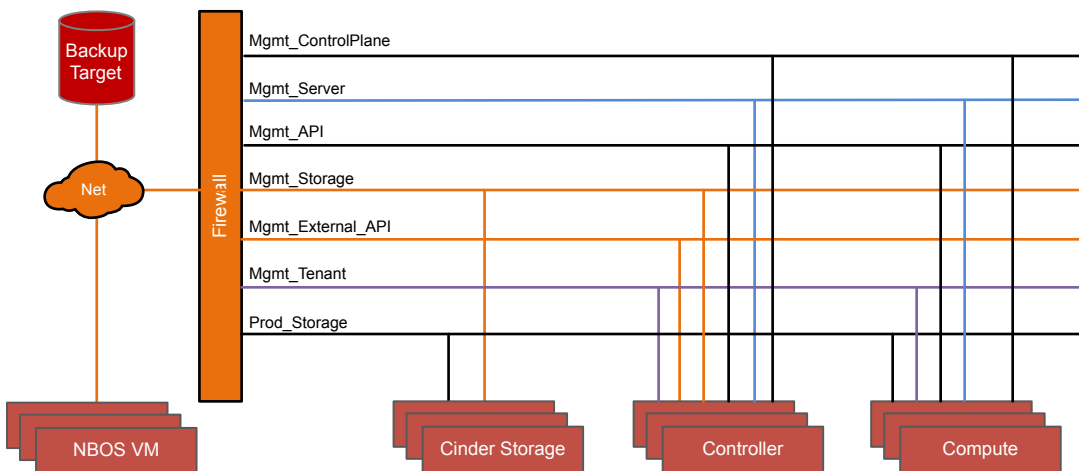 Backup
Target
Net
Firewall
Mgmt_ControlPlane
Mgmt_Server
Mgmt_API
Mgmt_Storage
Mgmt_External_API
Mgmt_Tenant
Prod_Storage
NBOS VM
Cinder Storage
Controller
Compute